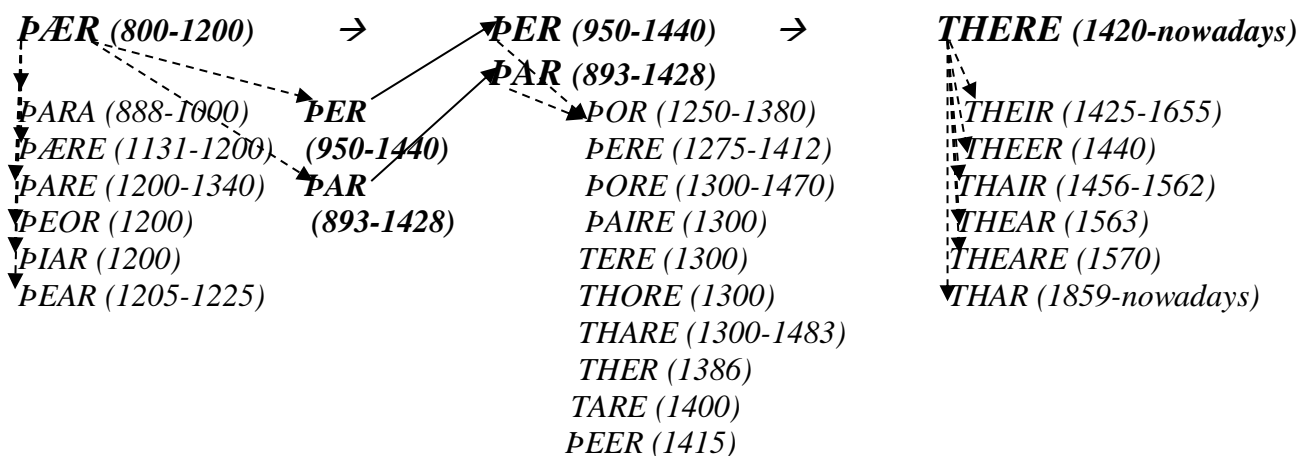 ÞÆR (800-1200) → ÞER (950-1440) → THERE (1420-nowadays)
ÞAR (893-1428)
ÞARA (888-1000) ÞER ÞOR (1250-1380) THEIR (1425-1655)
ÞÆRE (1131-1200) (950-1440) ÞERE (1275-1412) THEER (1440)
ÞARE (1200-1340) ÞAR ÞORE (1300-1470) THAIR (1456-1562)
ÞEOR (1200) (893-1428) ÞAIRE (1300) THEAR (1563)
ÞIAR (1200) TERE (1300) THEARE (1570)
ÞEAR (1205-1225) THORE (1300) THAR (1859-nowadays)
THARE (1300-1483)
THER (1386)
TARE (1400)
ÞEER (1415)